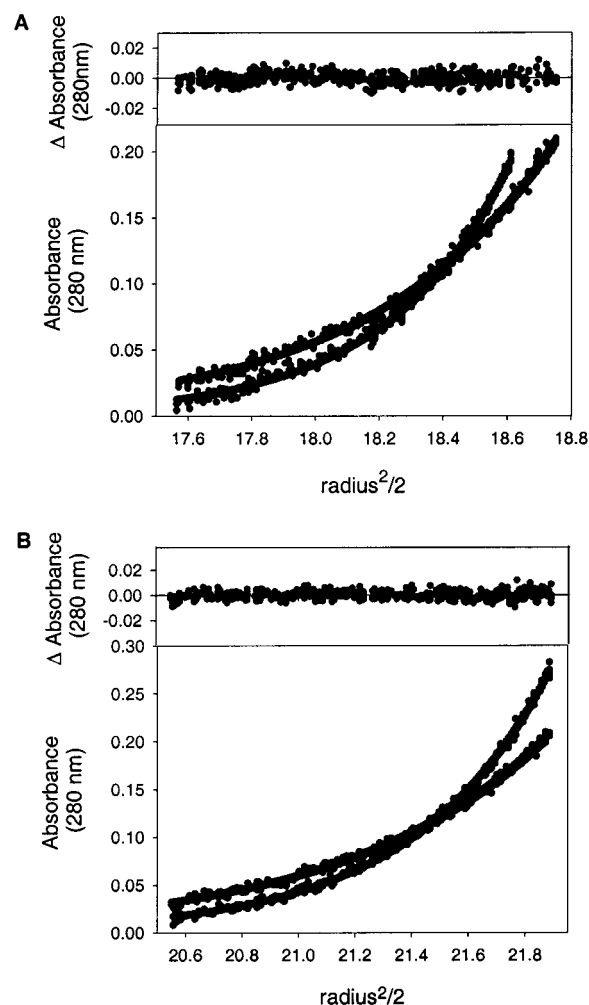 A
Δ Absorbance
(280nm)
0.02
0.00
-0.02
Absorbance
(280 nm)
0.20
0.15
0.10
0.05
0.00
17.6 17.8 18.0 18.2 18.4 18.6 18.8
radius2/2
B
Δ Absorbance
(280 nm)
0.02
0.00
-0.02
Absorbance
(280 nm)
0.30
0.25
0.20
0.15
0.10
0.05
0.00
20.6 20.8 21.0 21.2 21.4 21.6 21.8
radius2/2